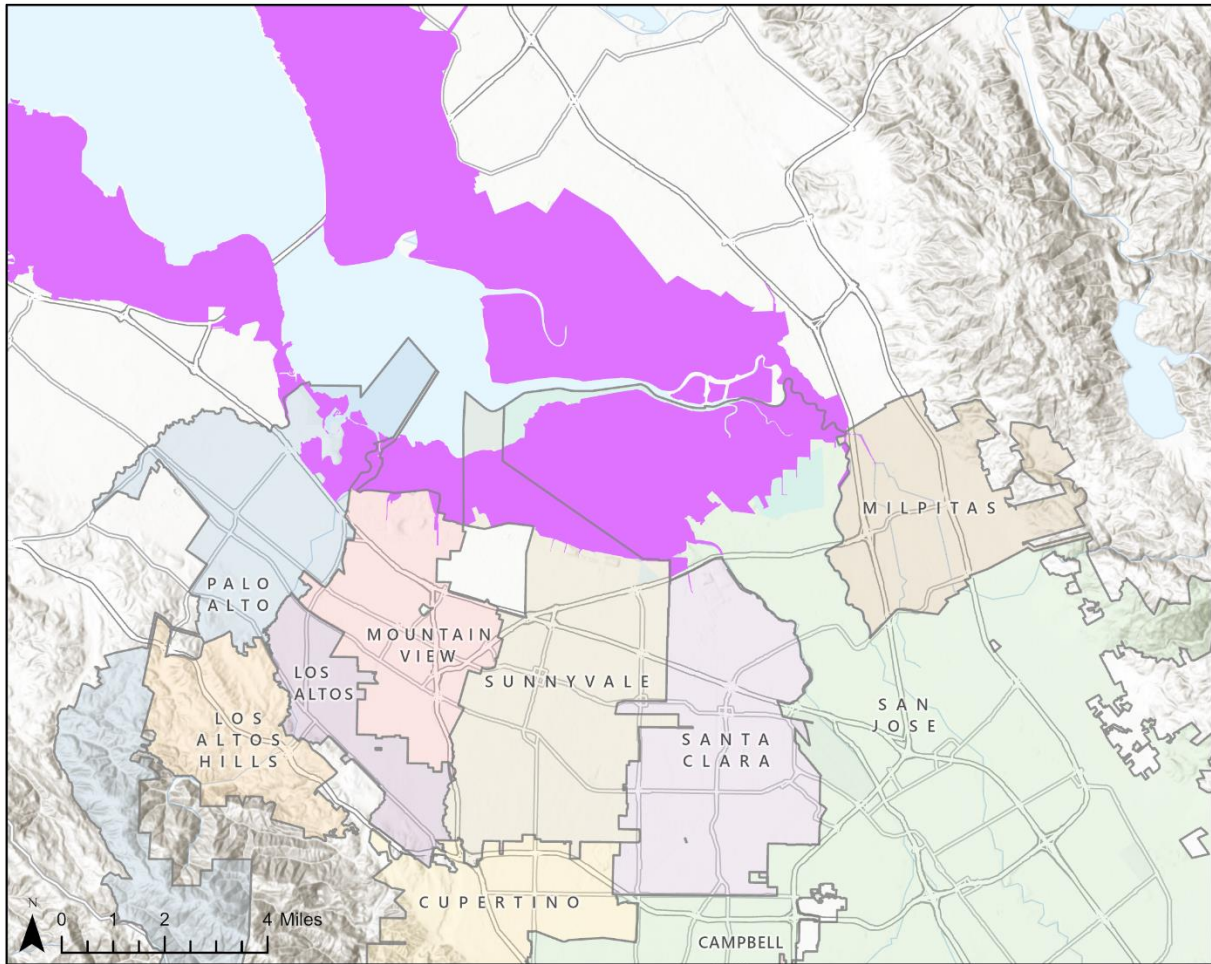 MILPITAS
PALO
ALTO
MOUNTAIN
VIEW
LOS
ALTOS
SUNNYVALE
SAN
JOSE
LOS
ALTOS
HILLS
SANTA
CLARA
CUPERTINO
CAMPBELL
N
0 1 2 4 Miles